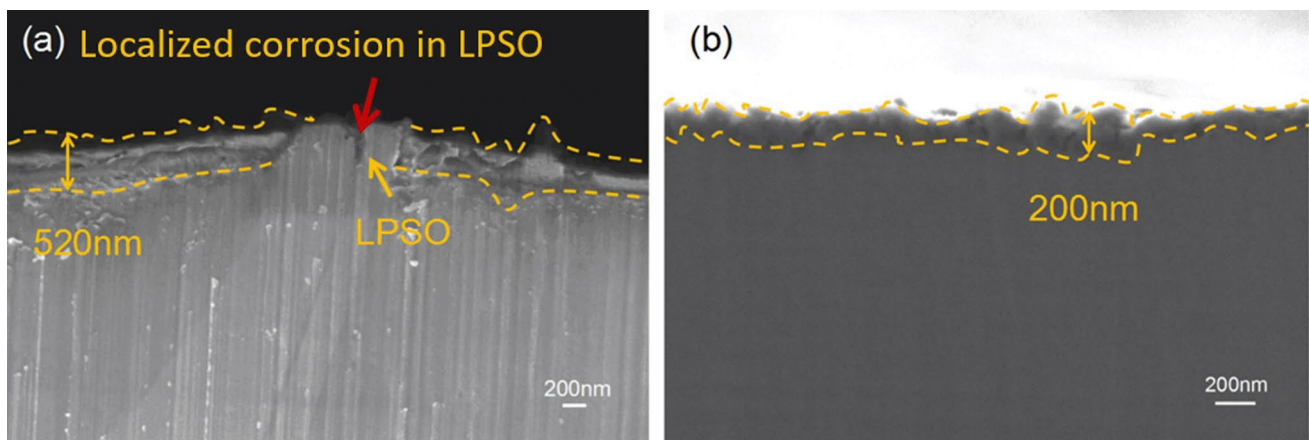 (a) Localized corrosion in LPSO
520nm
LPSO
200nm
(b)
200nm
200nm